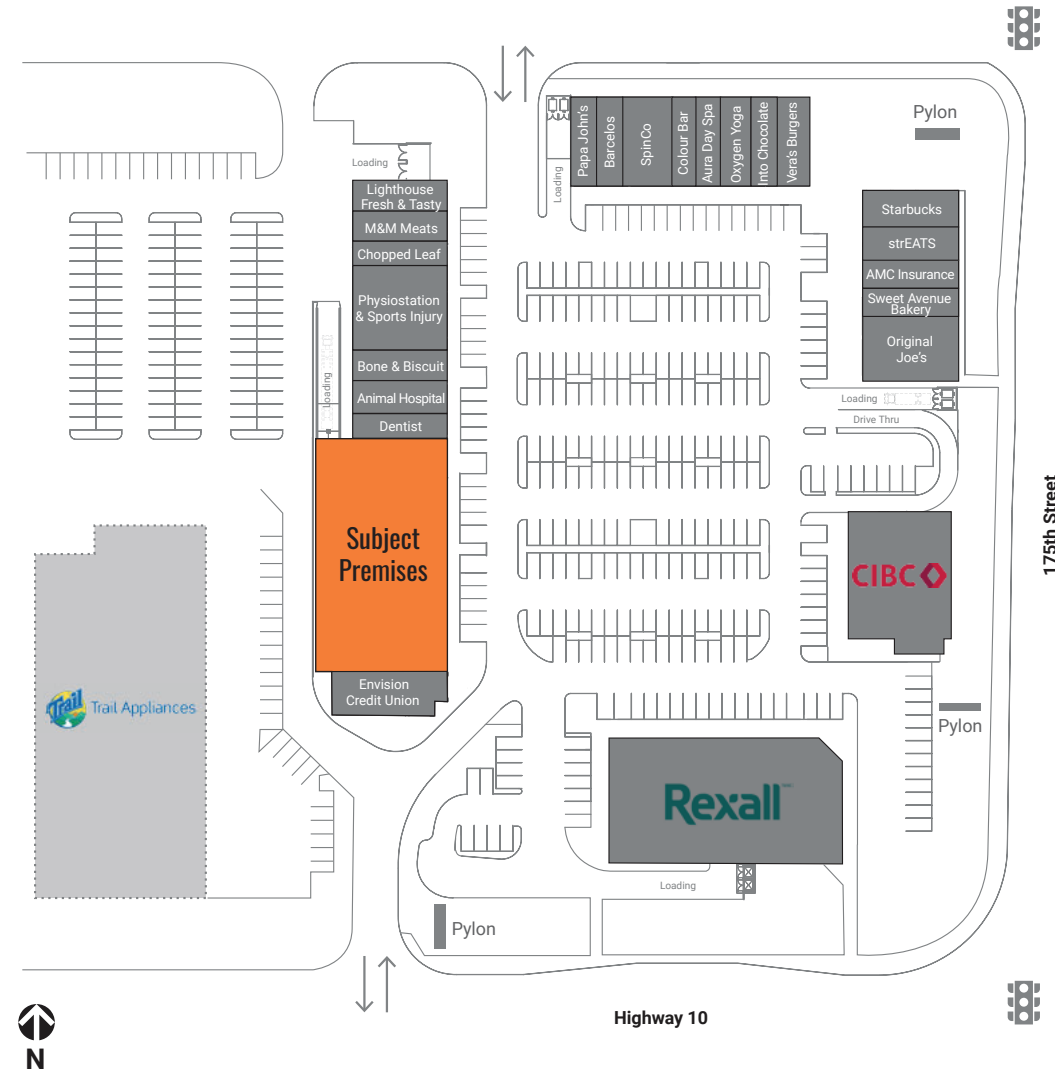 Pylon
Papa John's
Barcelos
SpinCo
Colour Bar
Aura Day Spa
Oxygen Yoga
Into Chocolate
Vera's Burgers
Loading
Loading
Lighthouse
Fresh & Tasty
M&M Meats
Chopped Leaf
Physiostation
& Sports Injury
Bone & Biscuit
Animal Hospital
Dentist
Loading
Starbucks
strEATS
AMC Insurance
Sweet Avenue
Bakery
Original
Joe's
Loading
Drive Thru
175th Street
Subject
Premises
CIBC
Envision
Credit Union
Trail
Trail Appliances
Pylon
Rexall
Loading
Pylon
Highway 10
N